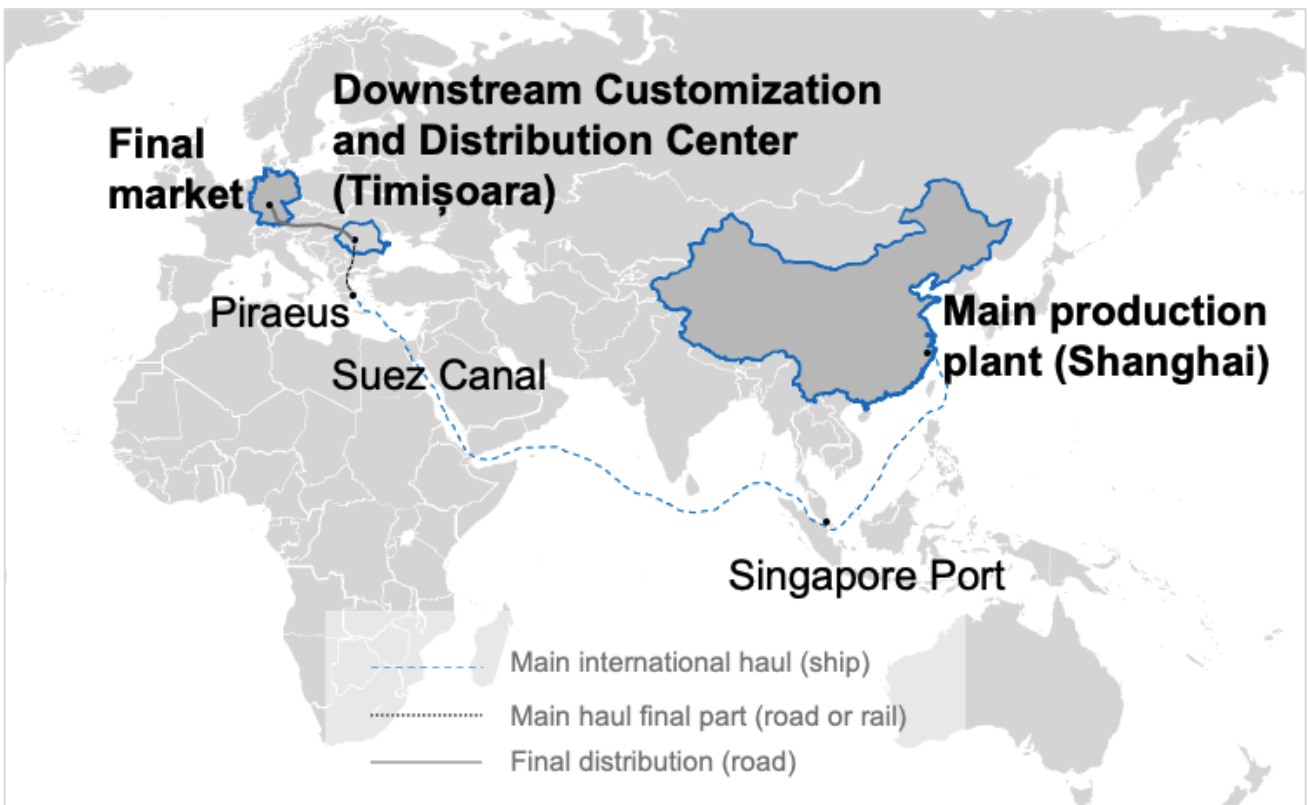 Downstream Customization
and Distribution Center
(Timișoara)
Final
market
Piraeus
Suez Canal
Main production
plant (Shanghai)
Singapore Port
Main international haul (ship)
Main haul final part (road or rail)
Final distribution (road)